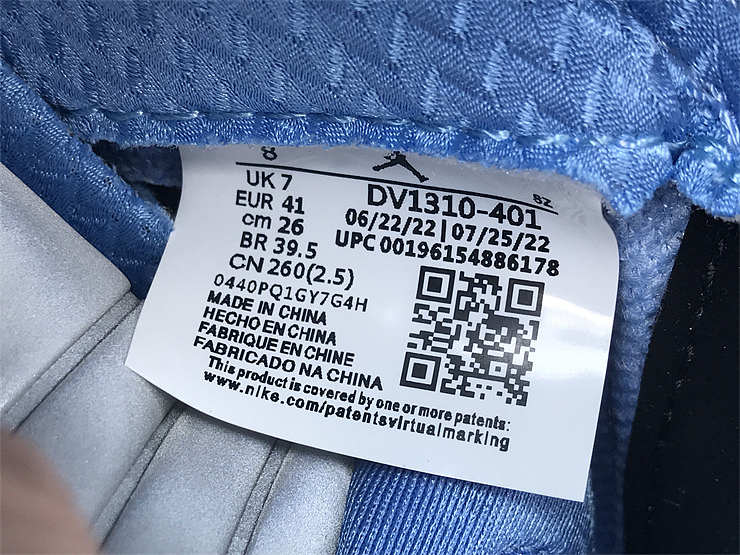 8
82
UK 7
EUR 41
cm 26
BR 39.5
CN 260(2.5)
DV1310-401
06/22/22 | 07/25/22
UPC 00196154886178
0440PQ1GY7G4H
MADE IN CHINA
HECHO EN CHINA
FABRIQUE EN CHINE
FABRICADO NA CHINA
This product is covered by one or more patents:
www.nike.com/patentsvirtualmarking